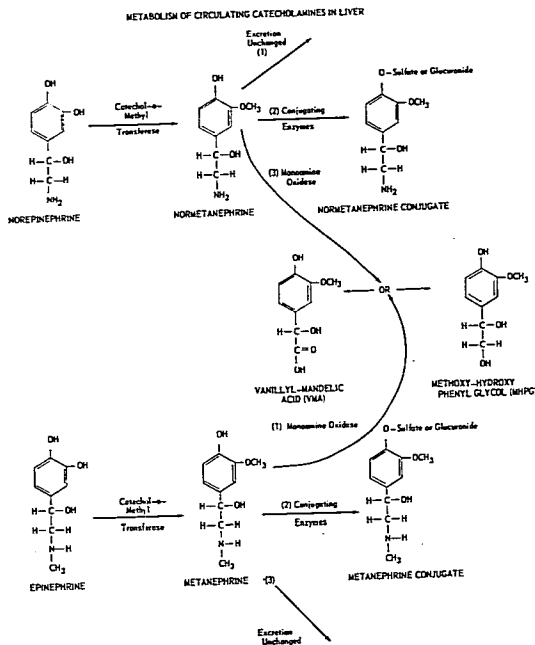 METABOLISM OF CIRCULATING CATECHOLAMINES IN LIVER
Excretion
Unchanged
(1)
OH
OH
Catechol-o-
Methyl
Transferese
H-C-OH
H-C-H
NH2
NOREPINEPHRINE
OH
OCH3
H-C-OH
H-C-H
NH2
NORMETANEPHRINE
(2) Conjugating
Enzymes
(3) Monoamine
Oxidese
O-Sulfate or Glucuronide
OCH3
H-C-OH
H-C-H
NH2
NORMETANEPHRINE CONJUGATE
OH
OCH3
H-C-OH
C=O
OH
VANILLYL-MANDELIC
ACID (VMA)
OR
OH
OCH3
H-C-OH
H-C-H
OH
METHOXY-HYDROXY
PHENYL GLYCOL (MHPG)
(1) Monoamine Oxidese
OH
OH
H-C-OH
H-C-H
N-H
CH3
EPINEPHRINE
Catechol-o-
Methyl
Transferese
OH
OCH3
H-C-OH
H-C-H
N-H
CH3
METANEPHRINE
(2) Conjugating
Enzymes
O-Sulfate or Glucuronide
OCH3
H-C-OH
H-C-H
N-H
CH3
METANEPHRINE CONJUGATE
(3)
Excretion
Unchanged